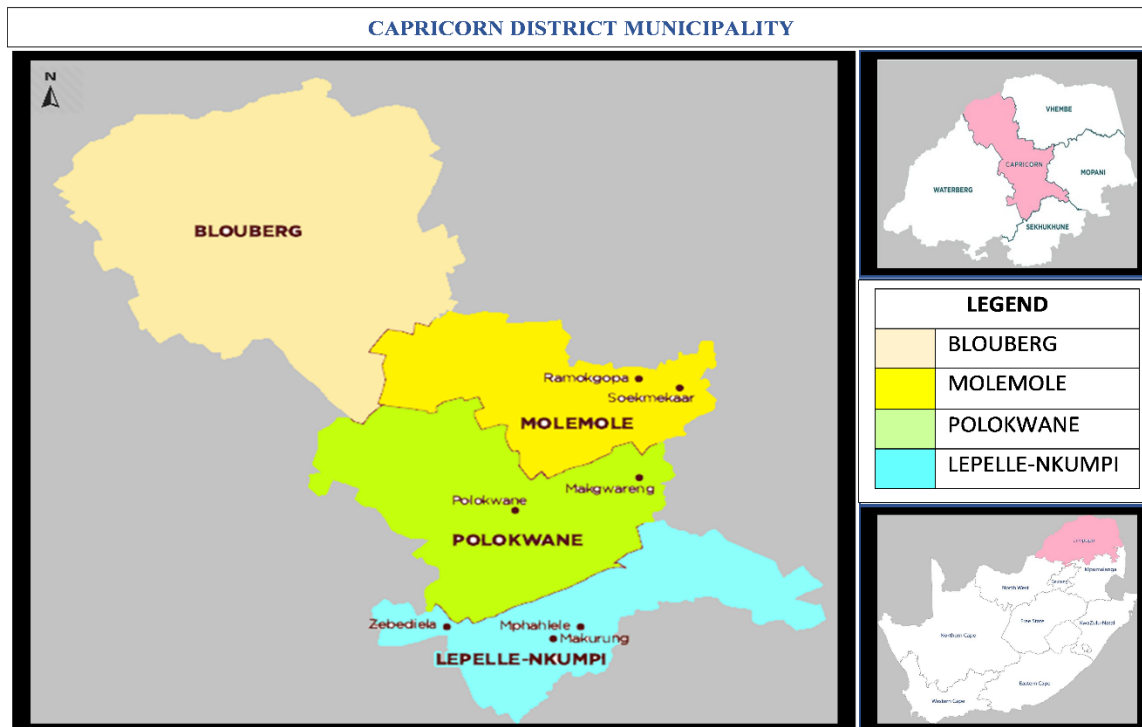 CAPRICORN DISTRICT MUNICIPALITY
N
BLOUBERG
Ramokgopa
Soekmekaar
MOLEMOLE
Makgwareng
Polokwane
POLOKWANE
Zebediela
Mphahlele
Makurung
LEPELLE-NKUMPI
VHEMBE
CAPRICORN
MOPANI
WATERBERG
SEKHUKHUNE
LEGEND
BLOUBERG
MOLEMOLE
POLOKWANE
LEPELLE-NKUMPI
Mpumalanga
North West
Free State
KwaZulu-Natal
Northern Cape
Eastern Cape
Western Cape